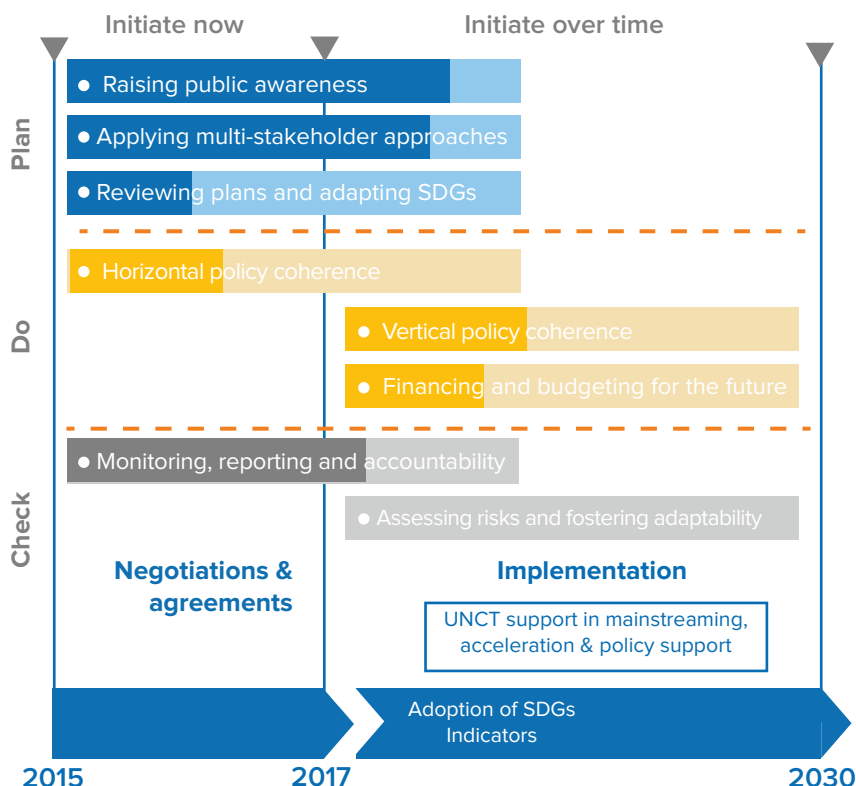 Initiate now
Initiate over time
Plan
Raising public awareness
Applying multi-stakeholder approaches
Reviewing plans and adapting SDGs
Do
Horizontal policy coherence
Vertical policy coherence
Financing and budgeting for the future
Check
Monitoring, reporting and accountability
Assessing risks and fostering adaptability
Negotiations &
agreements
Implementation
UNCT support in mainstreaming,
acceleration & policy support
Adoption of SDGs
Indicators
2015
2017
2030